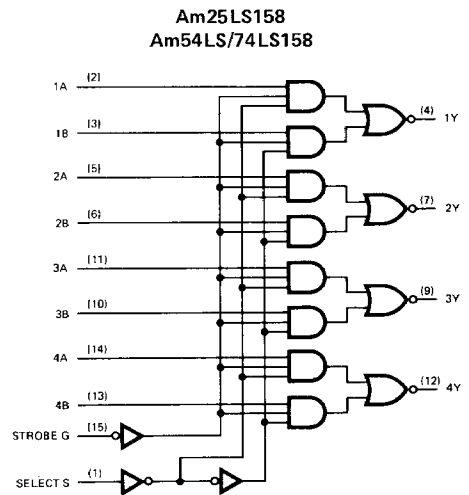 Am25LS158
Am54LS/74LS158
1A (2)
1B (3)
2A (5)
2B (6)
3A (11)
3B (10)
4A (14)
4B (13)
STROBE G (15)
SELECT S (1)
(4) 1Y
(7) 2Y
(9) 3Y
(12) 4Y